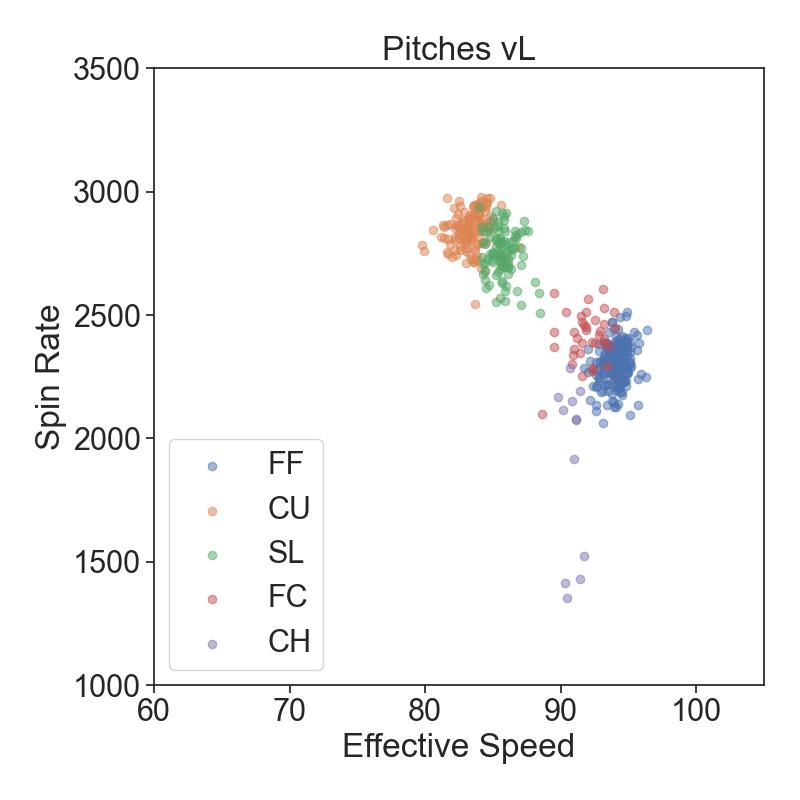 Pitches vL
3500
3000
2500
2000
1500
1000
Spin Rate
FF
CU
SL
FC
CH
60 70 80 90 100
Effective Speed